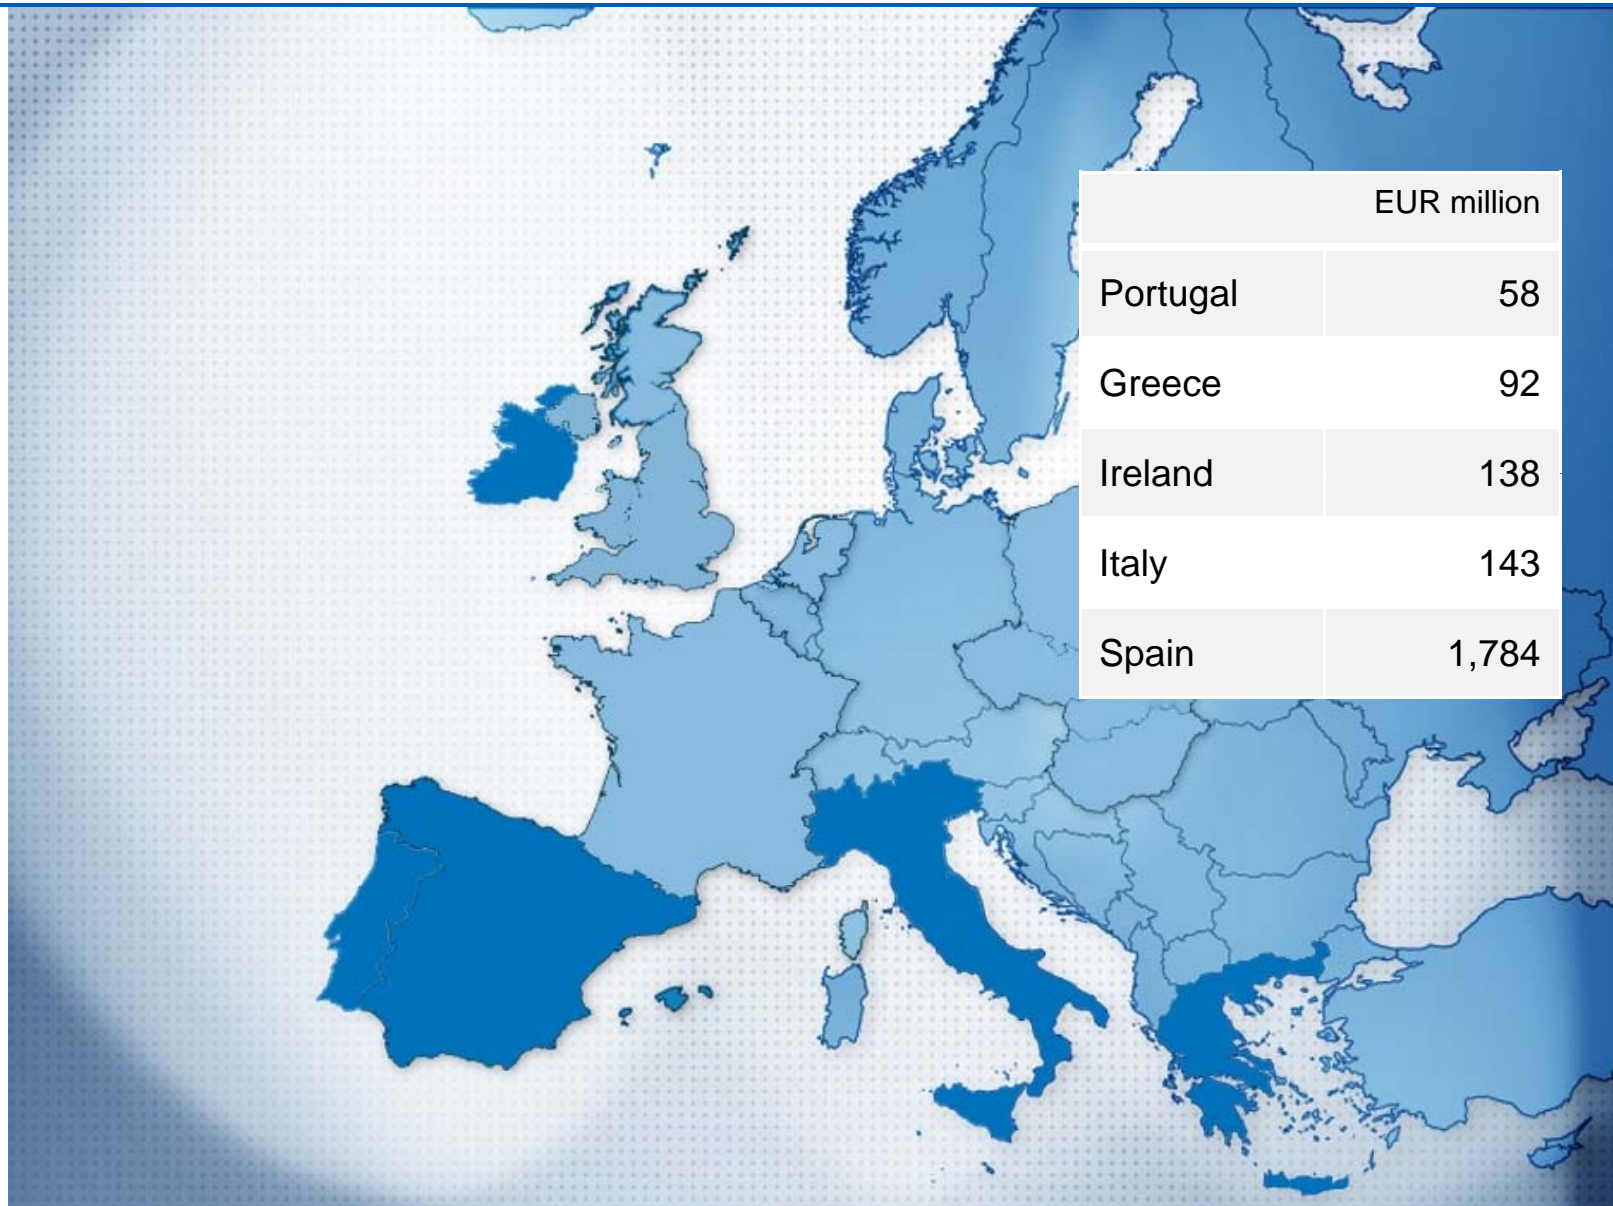 EUR million
Portugal 58
Greece 92
Ireland 138
Italy 143
Spain 1,784